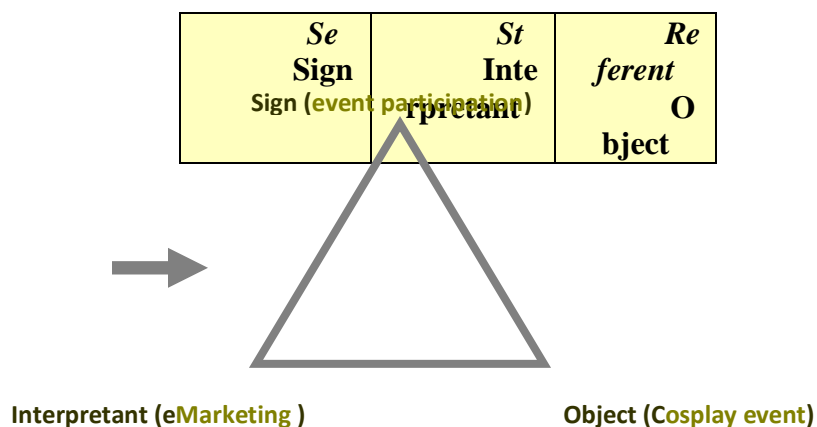 Se St Re
Sign Inte ferent
Sign (event participation)
rpretant O
bject
Interpretant (eMarketing ) Object (Cosplay event)